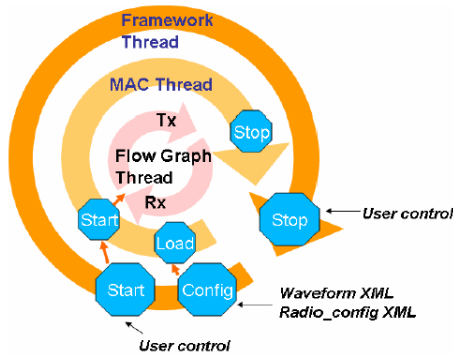 Framework
Thread
MAC Thread
Tx
Stop
Flow Graph
Thread
Rx
Start
Stop
User control
Load
Start
Config
Waveform XML
Radio_config XML
User control